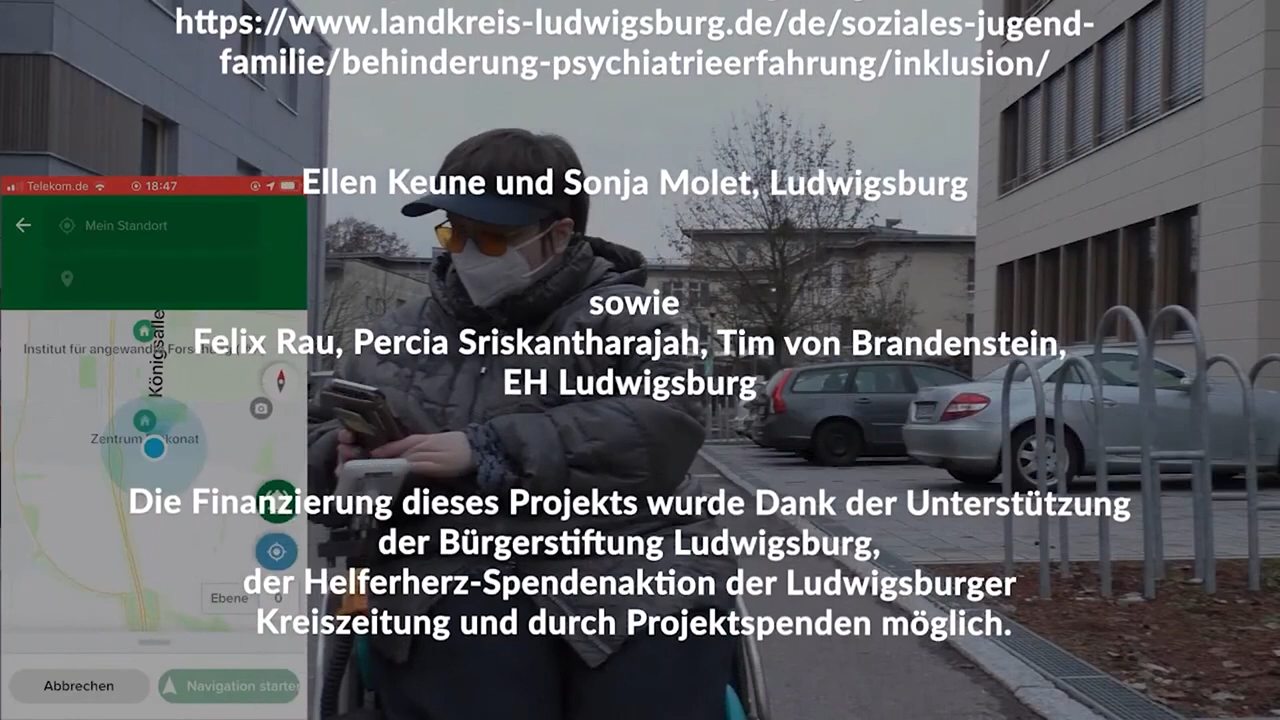 https://www.landkreis-ludwigsburg.de/de/soziales-jugend-
familie/behinderung-psychiatrieerfahrung/inklusion/
Ellen Keune und Sonja Molet, Ludwigsburg
sowie
Felix Rau, Percia Sriskantharajah, Tim von Brandenstein,
EH Ludwigsburg
Die Finanzierung dieses Projekts wurde Dank der Unterstützung
der Bürgerstiftung Ludwigsburg,
der Helferherz-Spendenaktion der Ludwigsburger
Kreiszeitung und durch Projektspenden möglich.
Telekom.de 18:47
Mein Standort
Königsalle
Institut für angewandte
Zentrum
Ebene 0
Abbrechen
Navigation starte